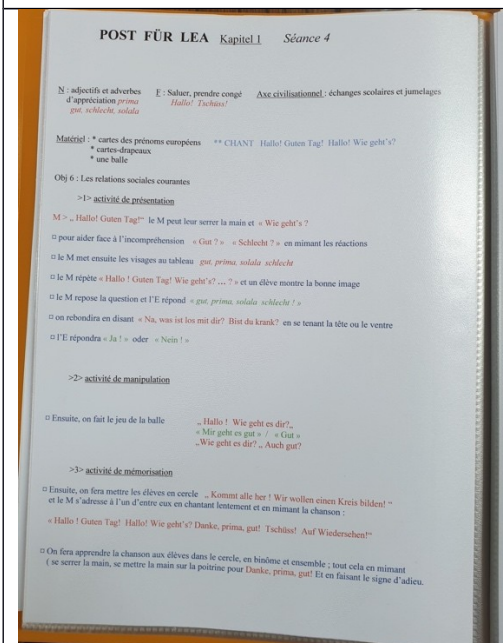 POST FÜR LEA Kapitel 1 Séance 4
N : adjectifs et adverbes F : Saluer, prendre congé Axe civilisationnel : échanges scolaires et jumelages
d'appréciation prima Hallo! Tschüss!
gut, schlecht, solala
Matériel : * cartes des prénoms européens ** CHANT Hallo! Guten Tag! Hallo! Wie geht's?
* cartes-drapeaux
* une balle
Obj 6 : Les relations sociales courantes
>1> activité de présentation
M > „ Hallo! Guten Tag!" le M peut leur serrer la main et « Wie geht's ?
¤ pour aider face à l'incompréhension « Gut ? » « Schlecht ? » en mimant les réactions
¤ le M met ensuite les visages au tableau gut, prima, solala schlecht
¤ le M répète « Hallo ! Guten Tag! Wie geht's? … ? » et un élève montre la bonne image
¤ le M repose la question et l'E répond « gut, prima, solala schlecht ! »
¤ on rebondira en disant « Na, was ist los mit dir? Bist du krank? en se tenant la tête ou le ventre
¤ l'E répondra « Ja ! » oder « Nein ! »
>2> activité de manipulation
¤ Ensuite, on fait le jeu de la balle „ Hallo ! Wie geht es dir?„
« Mir geht es gut » / « Gut »
„Wie geht es dir? „ Auch gut?
>3> activité de mémorisation
¤ Ensuite, on fera mettre les élèves en cercle „ Kommt alle her ! Wir wollen einen Kreis bilden! "
et le M s'adresse à l'un d'entre eux en chantant lentement et en mimant la chanson :
« Hallo ! Guten Tag! Hallo! Wie geht's? Danke, prima, gut! Tschüss! Auf Wiedersehen!"
¤ On fera apprendre la chanson aux élèves dans le cercle, en binôme et ensemble ; tout cela en mimant
( se serrer la main, se mettre la main sur la poitrine pour Danke, prima, gut! Et en faisant le signe d'adieu.